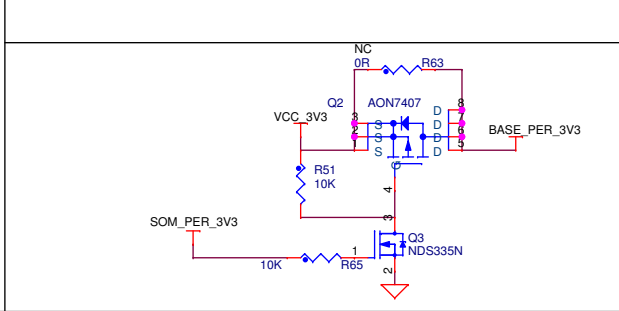 NC
0R R63
Q2 AON7407
VCC_3V3
3 S D 8
2 S D 7
D 6
1 S D 5
BASE_PER_3V3
G
R51
10K
4
SOM_PER_3V3
3
Q3
NDS335N
1
10K R65
2